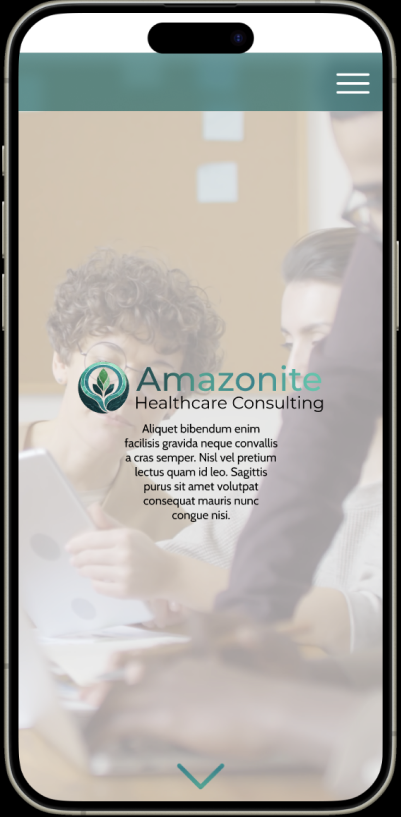 Amazonite
Healthcare Consulting
Aliquet bibendum enim
facilisis gravida neque convallis
a cras semper. Nisl vel pretium
lectus quam id leo. Sagittis
purus sit amet volutpat
consequat mauris nunc
congue nisi.